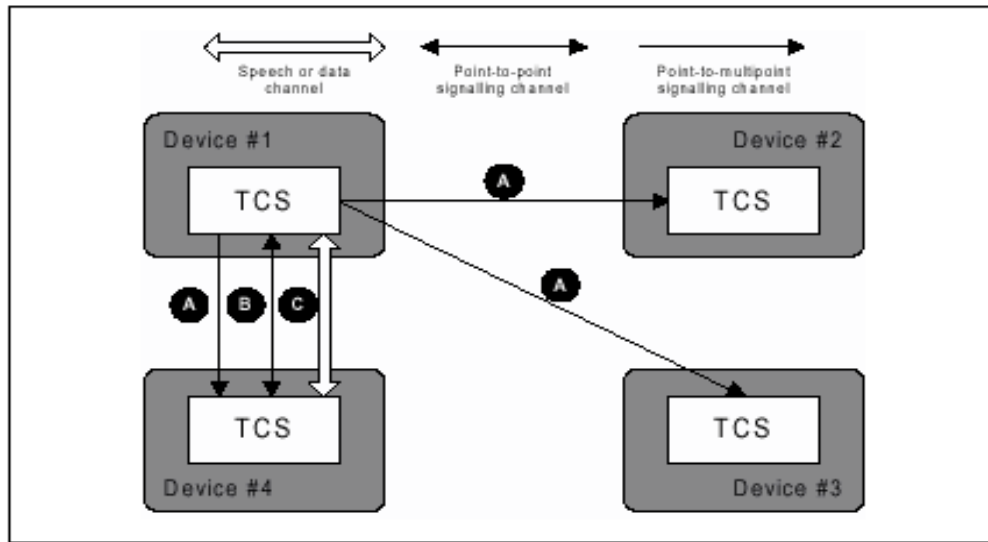 Speech or data
channel
Point-to-point
signalling channel
Point-to-multipoint
signalling channel
Device #1
TCS
Device #2
TCS
A
A
A
B
C
TCS
Device #4
TCS
Device #3